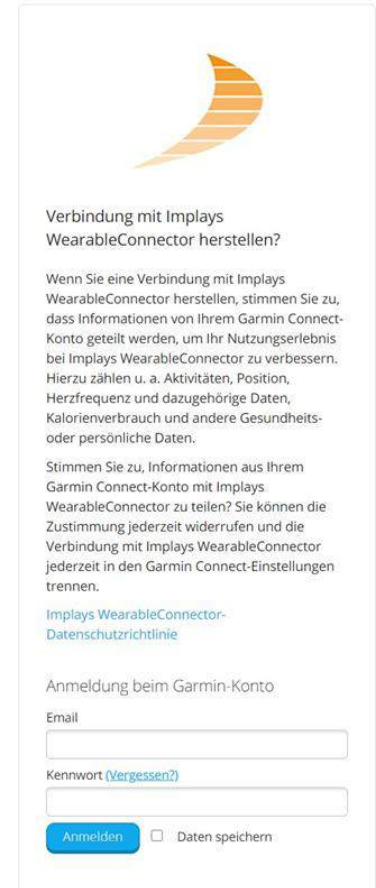 Verbindung mit Implays
WearableConnector herstellen?
Wenn Sie eine Verbindung mit Implays
WearableConnector herstellen, stimmen Sie zu,
dass Informationen von Ihrem Garmin Connect-
Konto geteilt werden, um Ihr Nutzungserlebnis
bei Implays WearableConnector zu verbessern.
Hierzu zählen u. a. Aktivitäten, Position,
Herzfrequenz und dazugehörige Daten,
Kalorienverbrauch und andere Gesundheits-
oder persönliche Daten.
Stimmen Sie zu, Informationen aus Ihrem
Garmin Connect-Konto mit Implays
WearableConnector zu teilen? Sie können die
Zustimmung jederzeit widerrufen und die
Verbindung mit Implays WearableConnector
jederzeit in den Garmin Connect-Einstellungen
trennen.
Implays WearableConnector-
Datenschutzrichtlinie
Anmeldung beim Garmin-Konto
Email
Kennwort (Vergessen?)
Anmelden Daten speichern